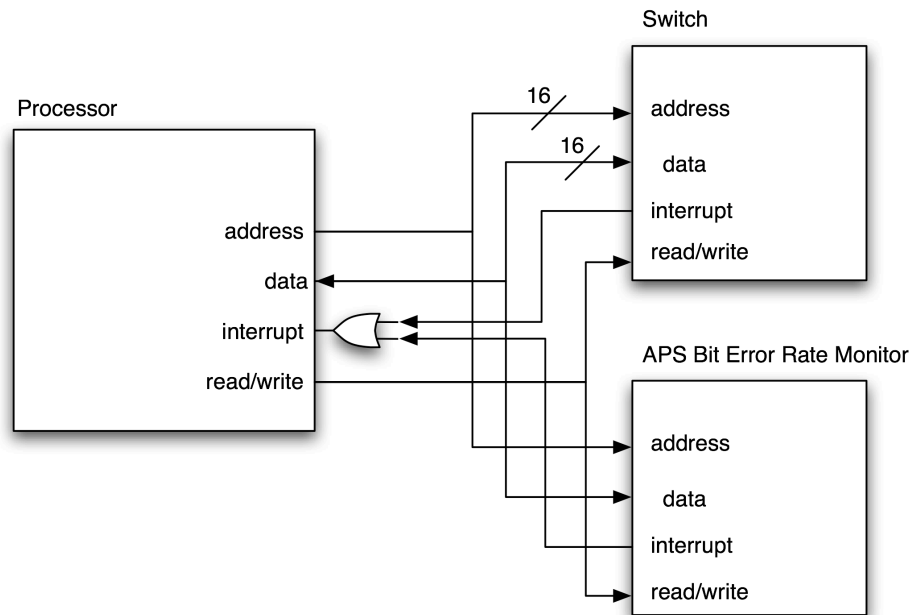 Switch
Processor
16
address
16
data
interrupt
read/write
address
data
interrupt
read/write
APS Bit Error Rate Monitor
address
data
interrupt
read/write